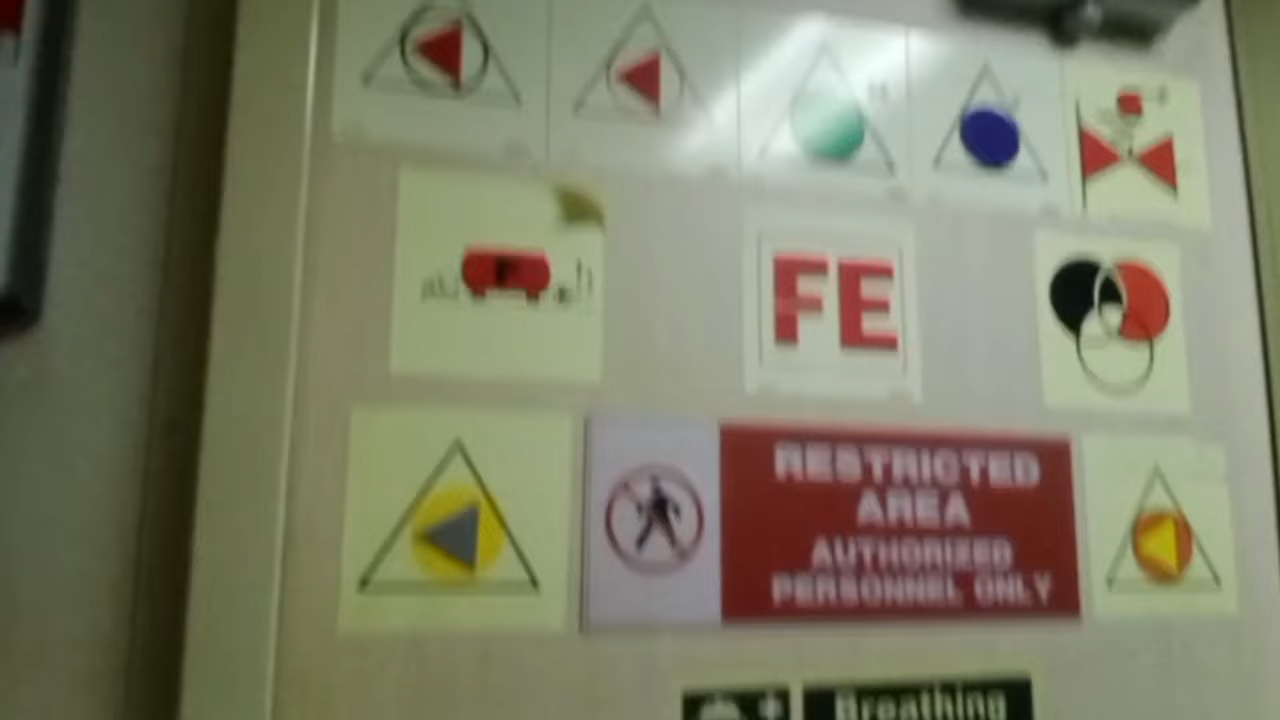 F
FE
RESTRICTED
AREA
AUTHORIZED
PERSONNEL ONLY
Breathing